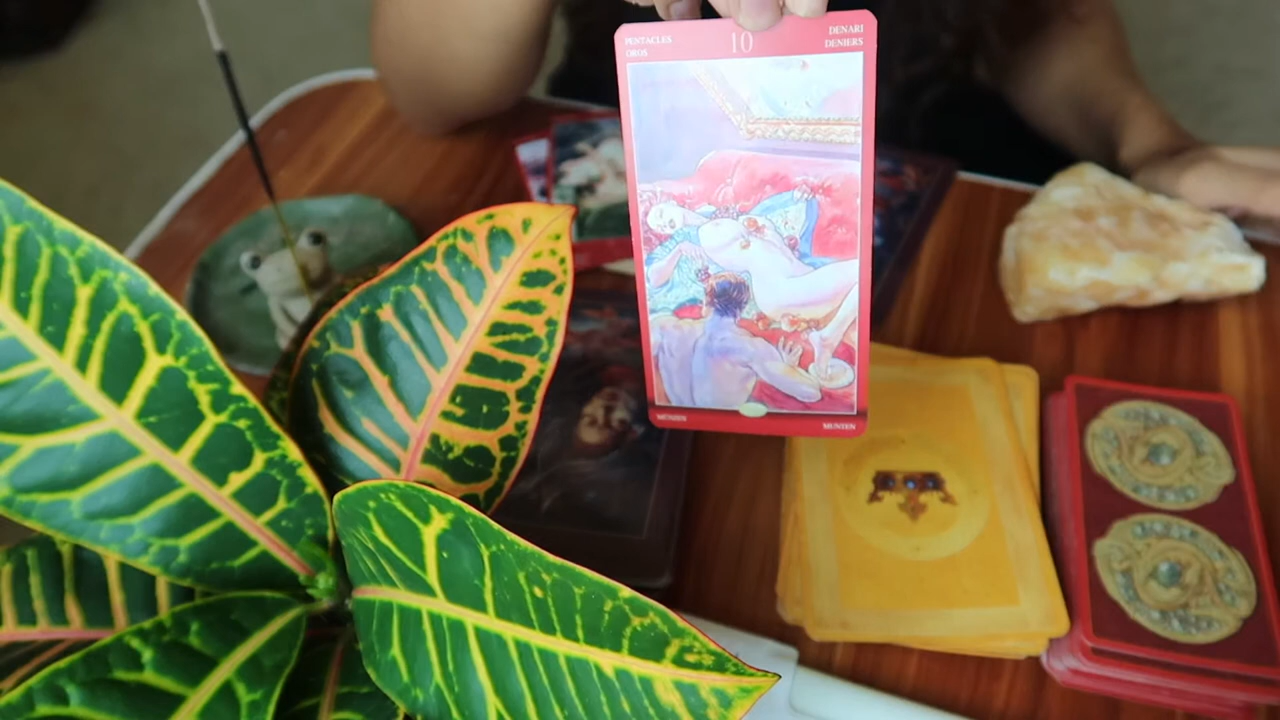 PENTACLES
OROS
10
DENARI
DENIERS
MÜNZEN
MUNTEN